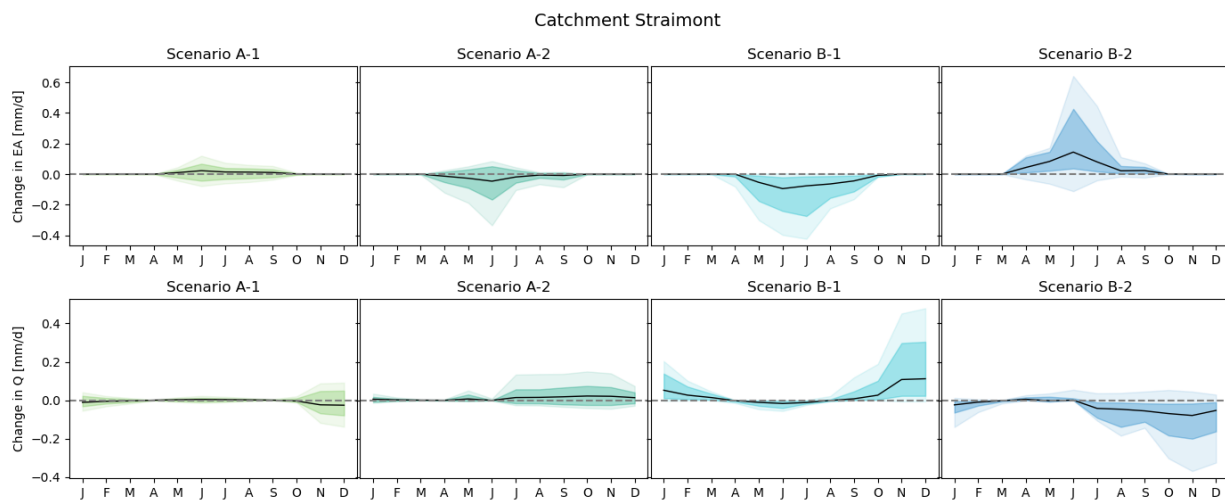 Catchment Straimont
Scenario A-1 Scenario A-2 Scenario B-1 Scenario B-2
Change in EA [mm/d]
0.6
0.4
0.2
0.0
−0.2
−0.4
J F M A M J J A S O N D J F M A M J J A S O N D J F M A M J J A S O N D J F M A M J J A S O N D
Scenario A-1 Scenario A-2 Scenario B-1 Scenario B-2
Change in Q [mm/d]
0.4
0.2
0.0
−0.2
−0.4
J F M A M J J A S O N D J F M A M J J A S O N D J F M A M J J A S O N D J F M A M J J A S O N D